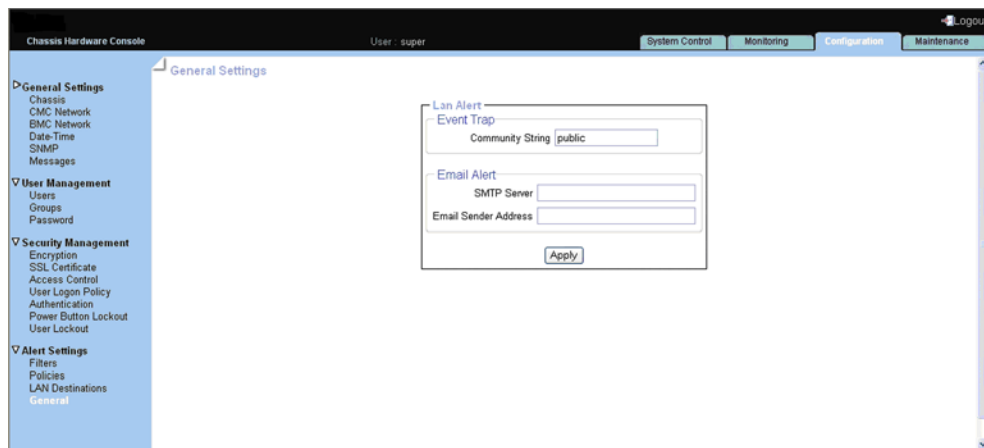 Logou
Chassis Hardware Console
User : super
System Control
Monitoring
Configuration
Maintenance
General Settings
Chassis
CMC Network
BMC Network
Date-Time
SNMP
Messages
User Management
Users
Groups
Password
Security Management
Encryption
SSL Certificate
Access Control
User Logon Policy
Authentication
Power Button Lockout
User Lockout
Alert Settings
Filters
Policies
LAN Destinations
General
General Settings
Lan Alert
Event Trap
Community String public
Email Alert
SMTP Server
Email Sender Address
Apply